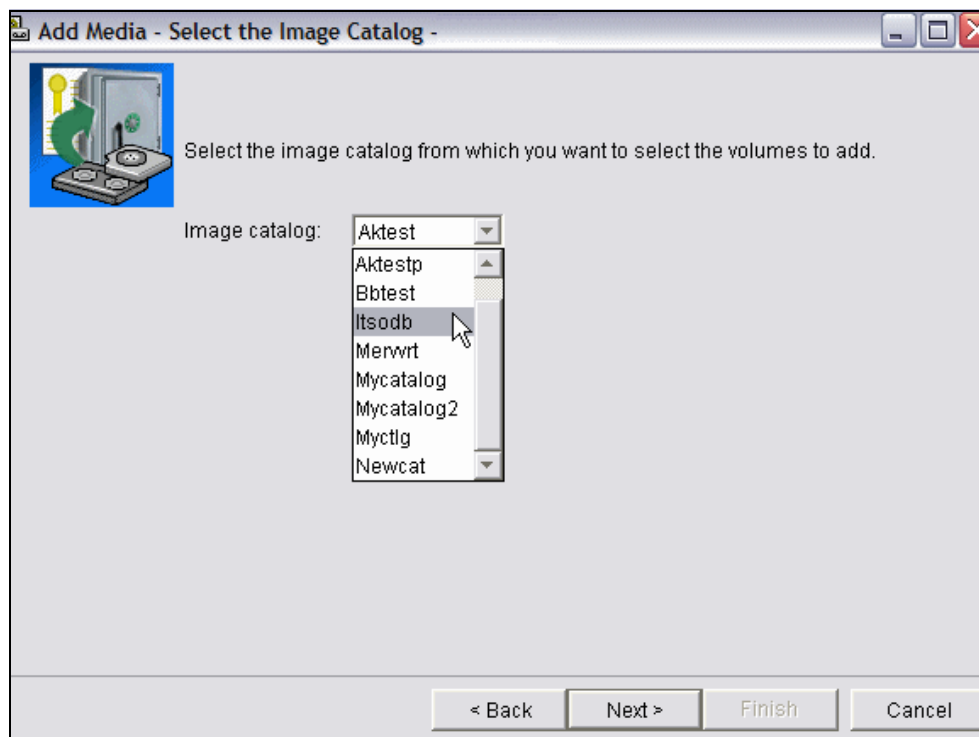 Add Media - Select the Image Catalog -
Select the image catalog from which you want to select the volumes to add.
Image catalog: Aktest
Aktestp
Bbtest
Itsodb
Mervvrt
Mycatalog
Mycatalog2
Myctlg
Newcat
< Back Next > Finish Cancel